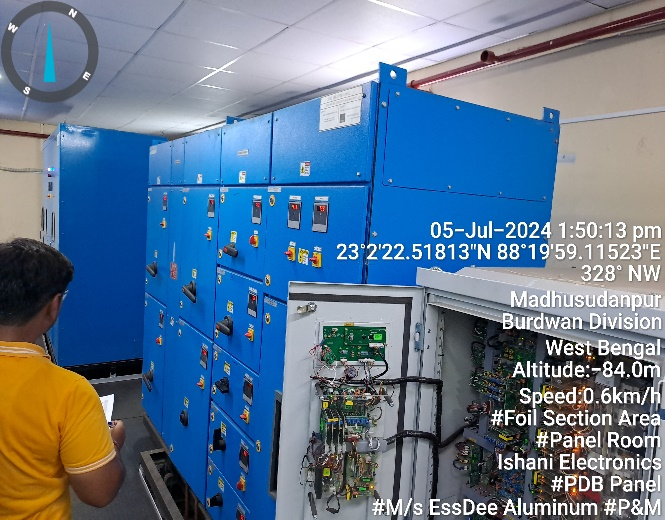 N
W
E
S
05-Jul-2024 1:50:13 pm
23°2'22.51813"N 88°19'59.11523"E
328° NW
Madhusudanpur
Burdwan Division
West Bengal
Altitude:-84.0m
Speed:0.6km/h
#Foil Section Area
#Panel Room
Ishani Electronics
#PDB Panel
#M/s EssDee Aluminum #P&M